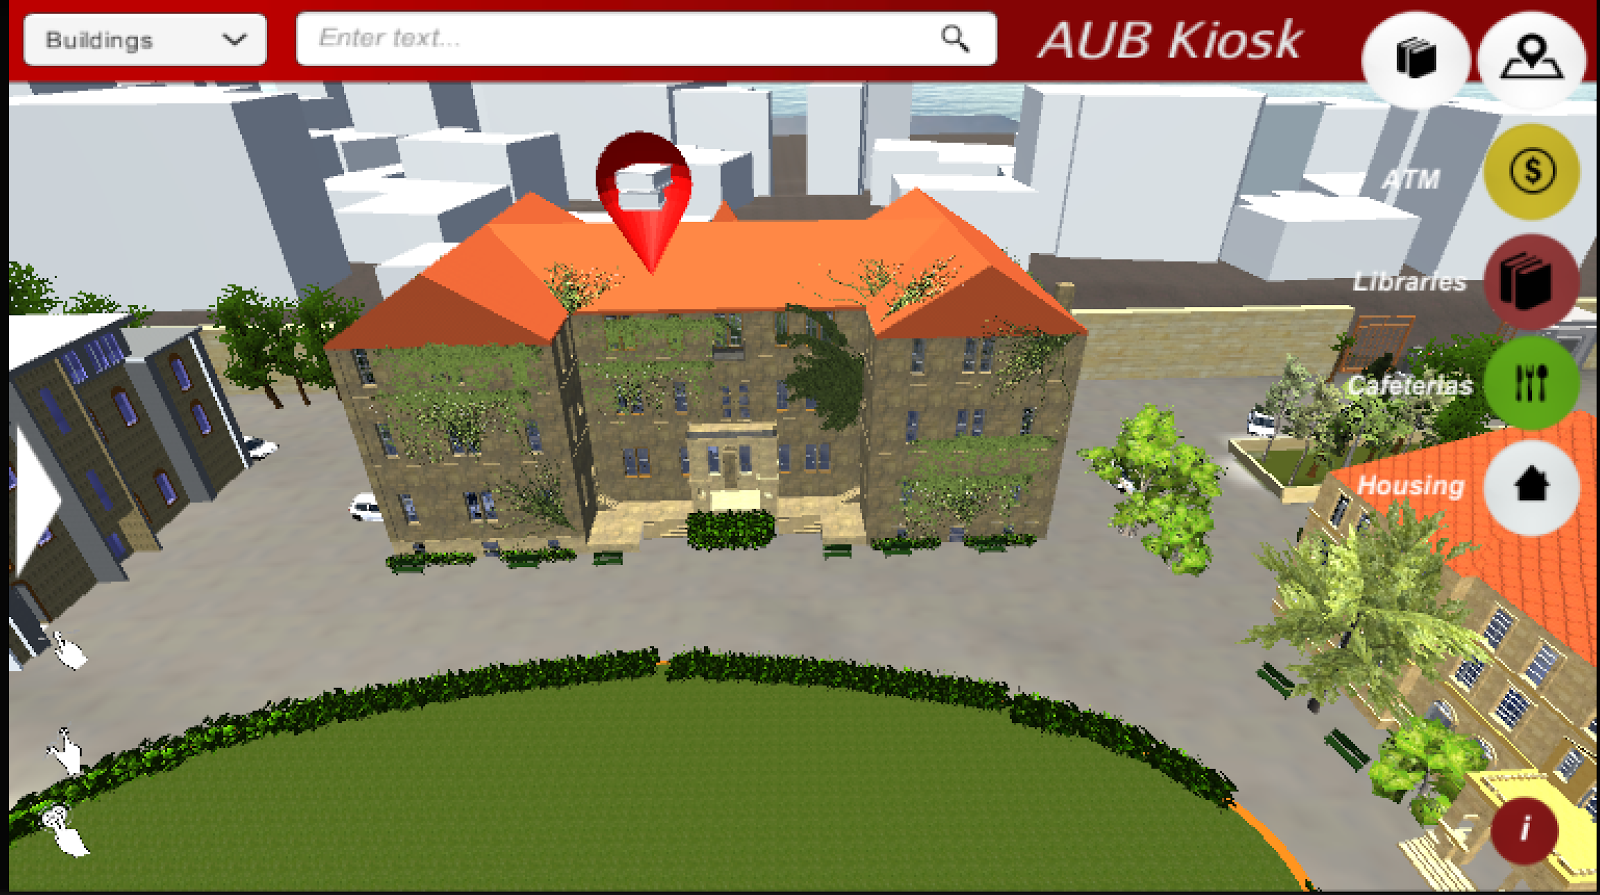 Buildings
Enter text...
AUB Kiosk
$
ATM
Libraries
Cafeterias
Housing
i